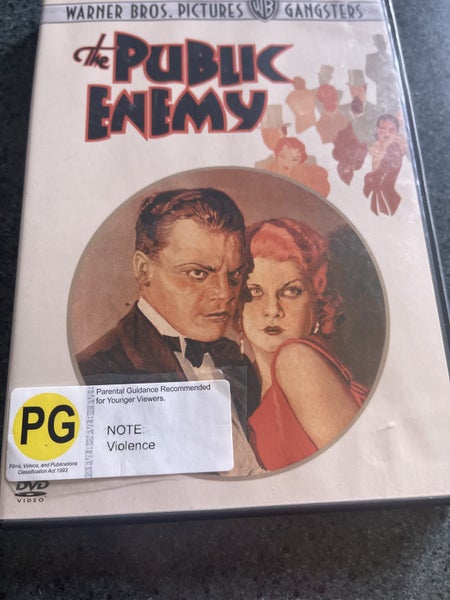 WARNER BROS. PICTURES WB GANGSTERS
The PUBLIC
ENEMY
Parental Guidance Recommended
for Younger Viewers.
PG
NOTE:
Violence
Films, Videos, and Publications
Classification Act 1993
DVD
VIDEO